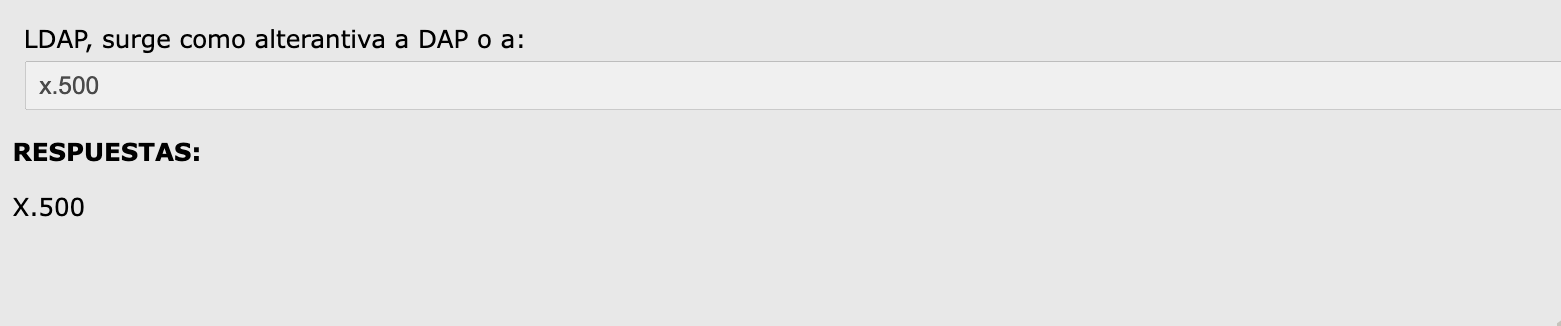 LDAP, surge como alterantiva a DAP o a:
x.500
RESPUESTAS:
X.500